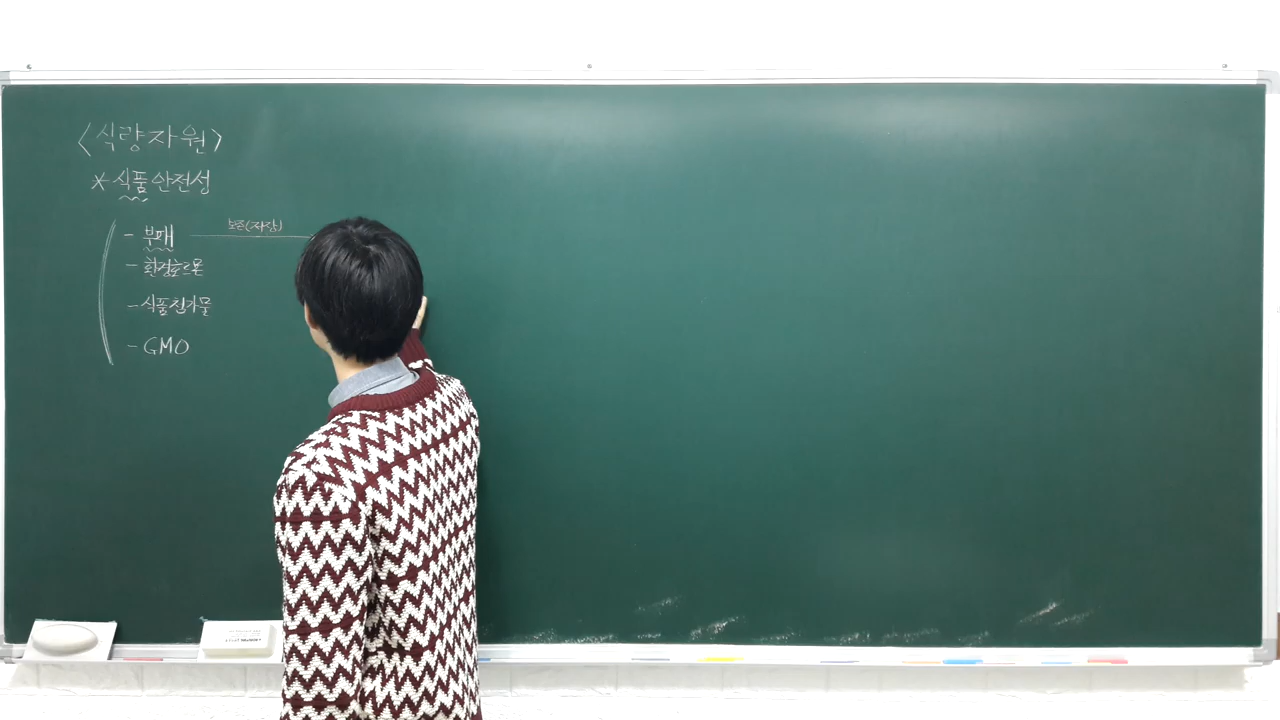 <식량자원>
* 식품안전성
- 부패 보존(저장)
- 환경호르몬
- 식품첨가물
- GMO